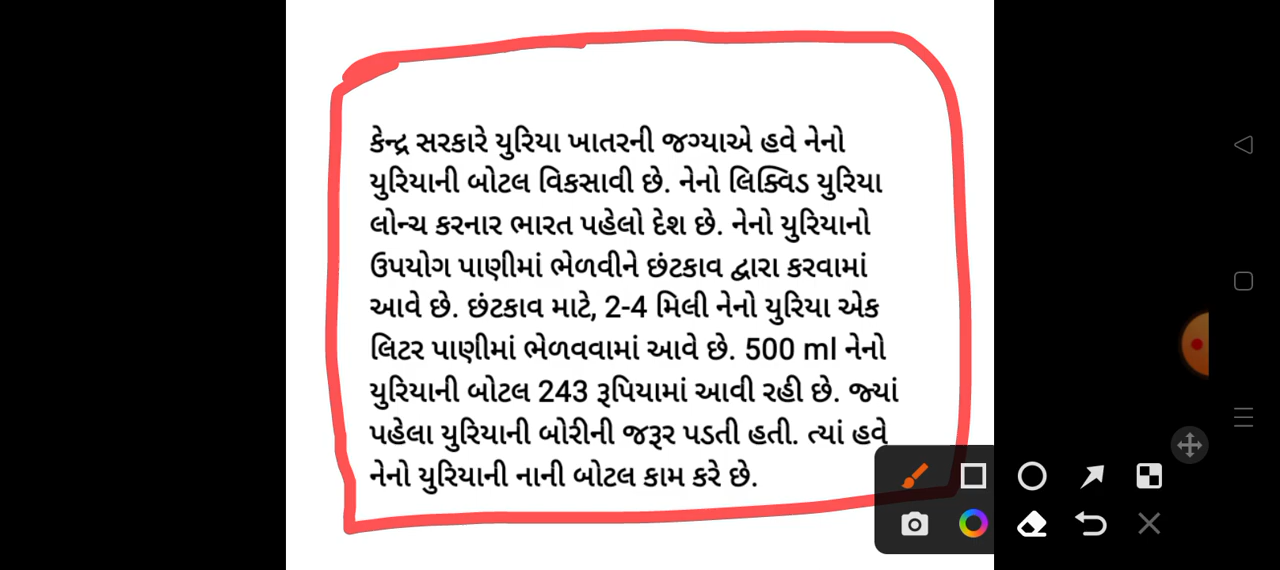 કેન્દ્ર સરકારે યુરિયા ખાતરની જગ્યાએ હવે નેનો
યુરિયાની બોટલ વિકસાવી છે. નેનો લિક્વિડ યુરિયા
લોન્ચ કરનાર ભારત પહેલો દેશ છે. નેનો યુરિયાનો
ઉપયોગ પાણીમાં ભેળવીને છંટકાવ દ્વારા કરવામાં
આવે છે. છંટકાવ માટે, 2-4 મિલી નેનો યુરિયા એક
લિટર પાણીમાં ભેળવવામાં આવે છે. 500 ml નેનો
યુરિયાની બોટલ 243 રૂપિયામાં આવી રહી છે. જ્યાં
પહેલા યુરિયાની બોરીની જરૂર પડતી હતી. ત્યાં હવે
નેનો યુરિયાની નાની બોટલ કામ કરે છે.